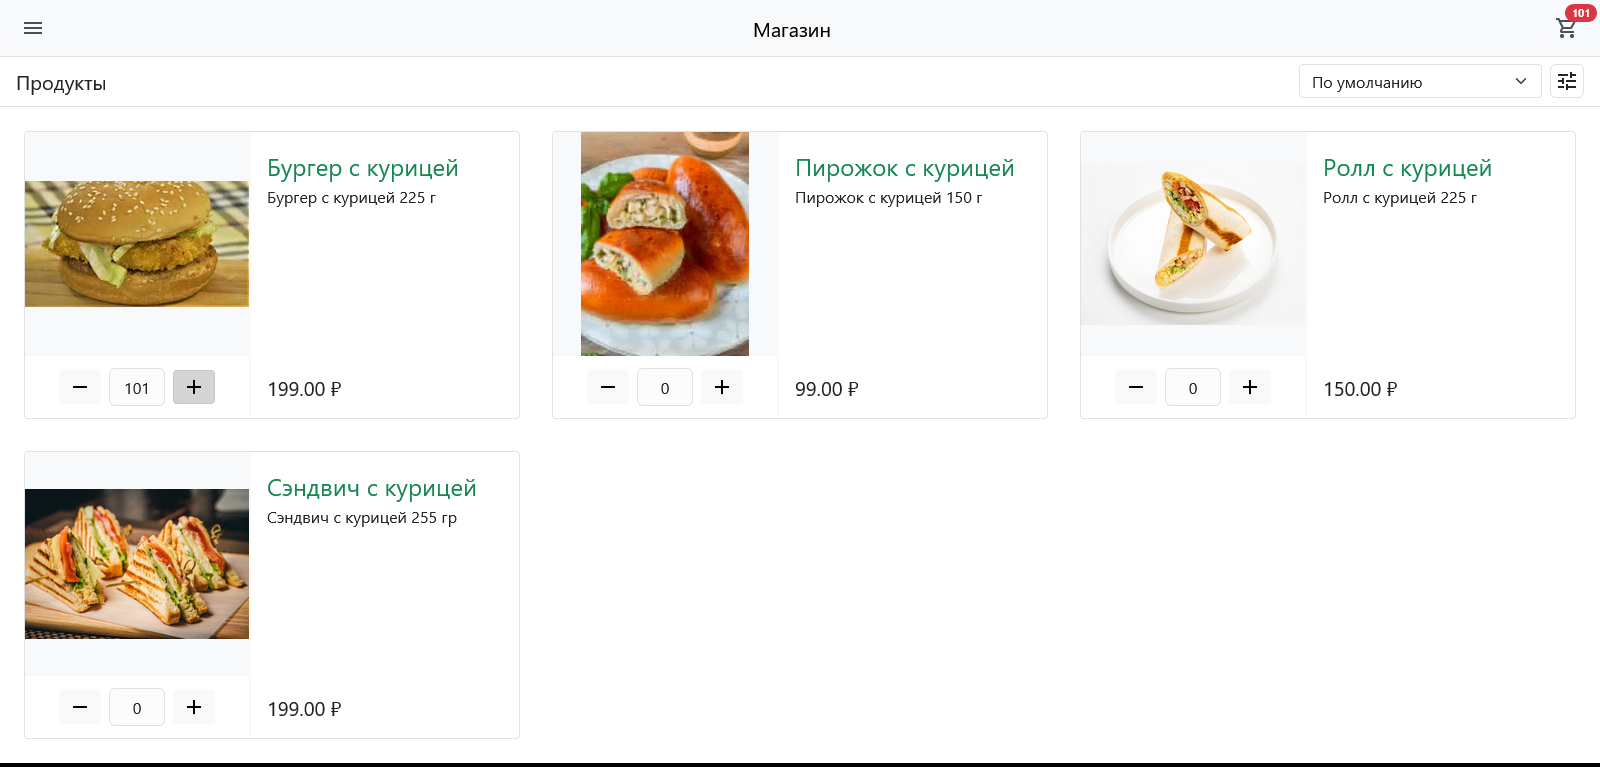 Магазин
101
Продукты
По умолчанию
Бургер с курицей
Бургер с курицей 225 г
101
199.00 ₽
Пирожок с курицей
Пирожок с курицей 150 г
0
99.00 ₽
Ролл с курицей
Ролл с курицей 225 г
0
150.00 ₽
Сэндвич с курицей
Сэндвич с курицей 255 гр
0
199.00 ₽